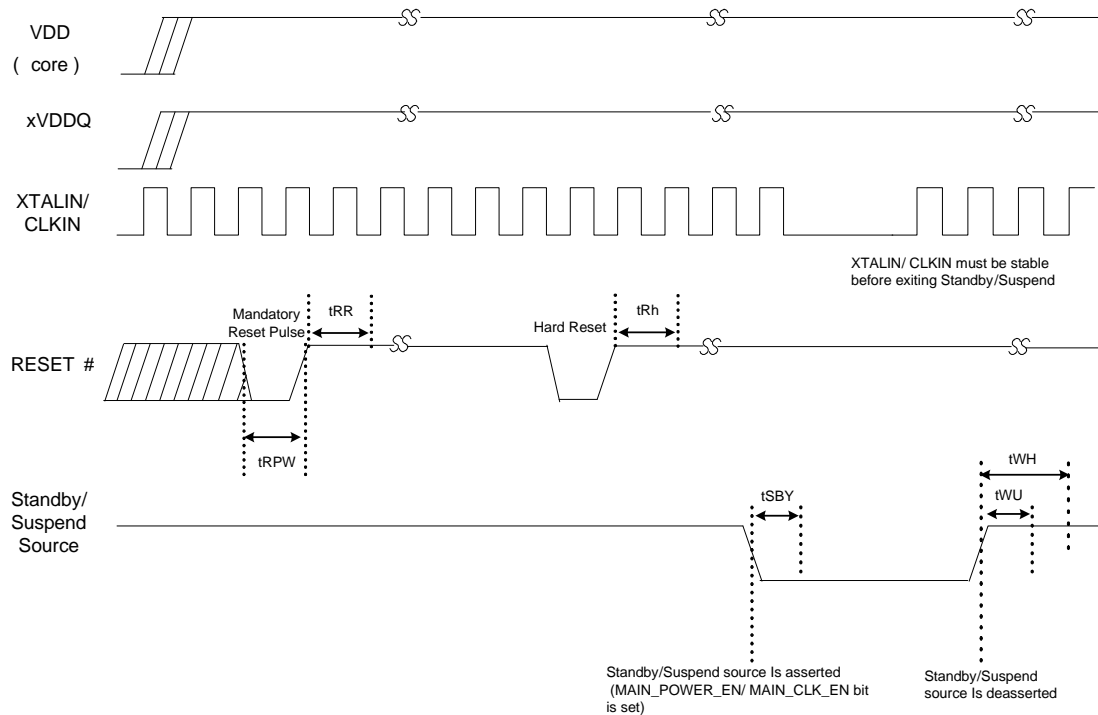 VDD
( core )
xVDDQ
XTALIN/
CLKIN
XTALIN/ CLKIN must be stable
before exiting Standby/Suspend
Mandatory
Reset Pulse
tRR
Hard Reset
tRh
RESET #
tRPW
tWH
Standby/
Suspend
Source
tSBY
tWU
Standby/Suspend source Is asserted
(MAIN_POWER_EN/ MAIN_CLK_EN bit
is set)
Standby/Suspend
source Is deasserted